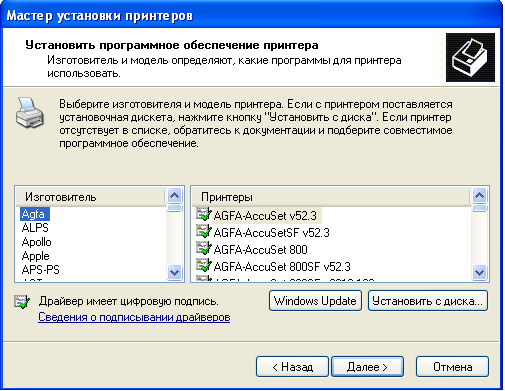 Мастер установки принтеров
Установить программное обеспечение принтера
Изготовитель и модель определяют, какие программы для принтера
использовать.
Выберите изготовителя и модель принтера. Если с принтером поставляется
установочная дискета, нажмите кнопку "Установить с диска". Если принтер
отсутствует в списке, обратитесь к документации и подберите совместимое
программное обеспечение.
Изготовитель
Agfa
ALPS
Apollo
Apple
APS-PS
Принтеры
AGFA-AccuSet v52.3
AGFA-AccuSetSF v52.3
AGFA-AccuSet 800
AGFA-AccuSet 800SF v52.3
Драйвер имеет цифровую подпись.
Сведения о подписывании драйверов
Windows Update
Установить с диска...
< Назад
Далее >
Отмена